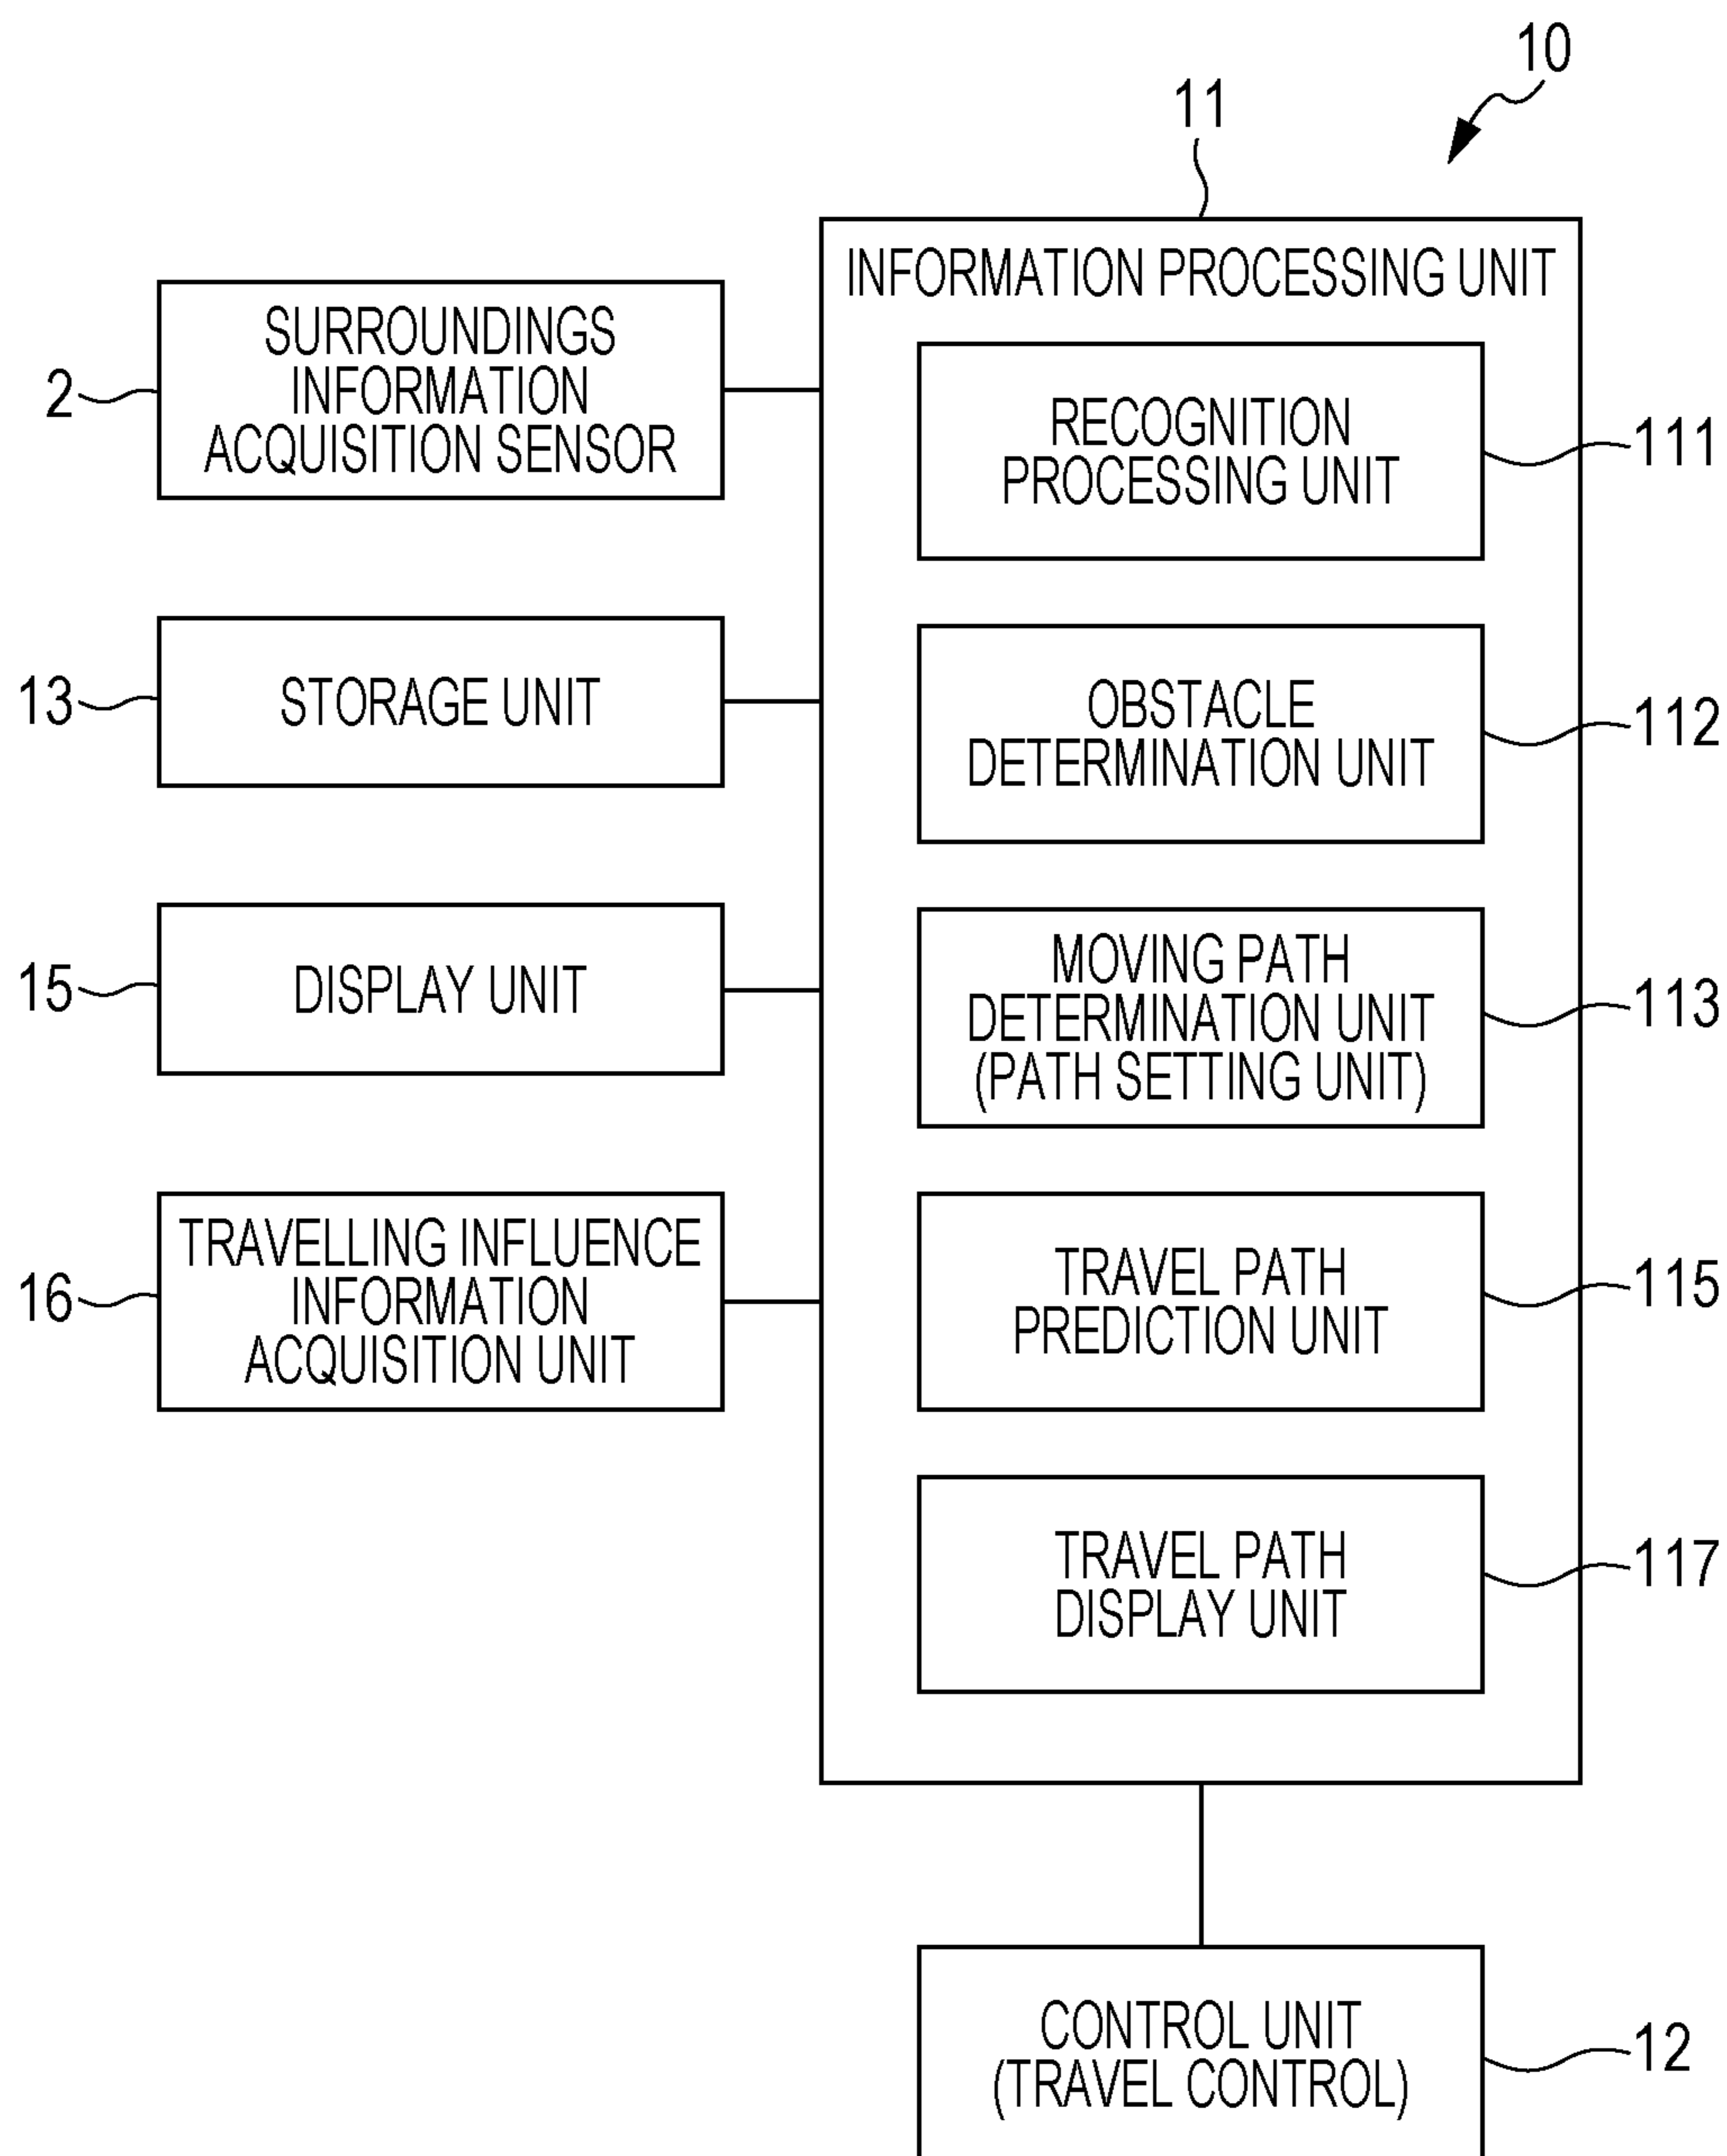 10
11
INFORMATION PROCESSING UNIT
SURROUNDINGS
INFORMATION
ACQUISITION SENSOR
2
RECOGNITION
PROCESSING UNIT
111
STORAGE UNIT
13
OBSTACLE
DETERMINATION UNIT
112
DISPLAY UNIT
15
MOVING PATH
DETERMINATION UNIT
(PATH SETTING UNIT)
113
TRAVELLING INFLUENCE
INFORMATION
ACQUISITION UNIT
16
TRAVEL PATH
PREDICTION UNIT
115
TRAVEL PATH
DISPLAY UNIT
117
CONTROL UNIT
(TRAVEL CONTROL)
12